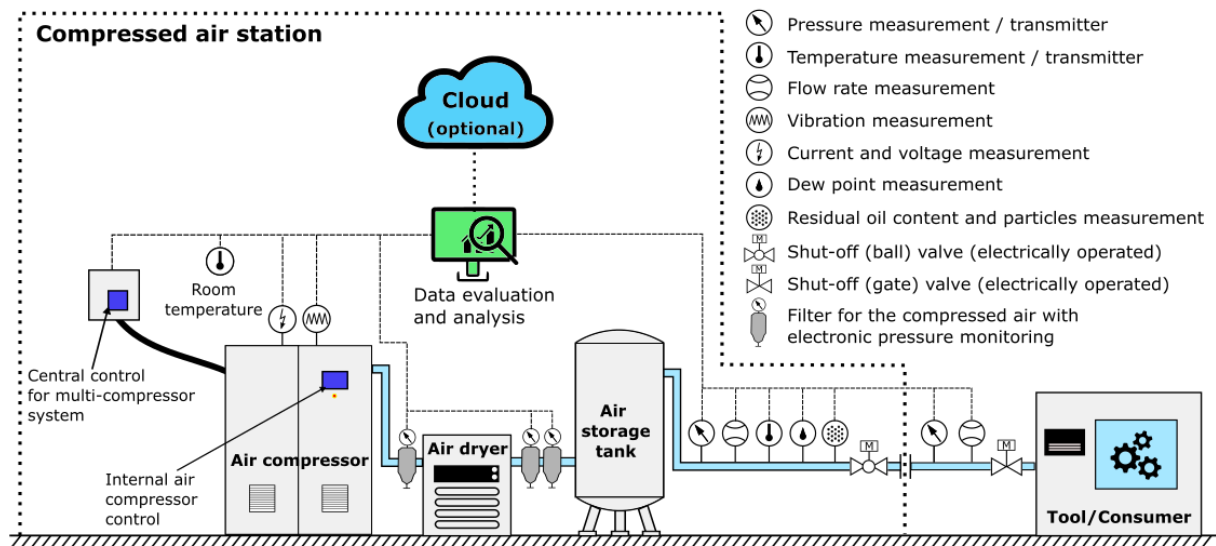 Compressed air station
Cloud
(optional)
Pressure measurement / transmitter
Temperature measurement / transmitter
Flow rate measurement
Vibration measurement
Current and voltage measurement
Dew point measurement
Residual oil content and particles measurement
M
Shut-off (ball) valve (electrically operated)
M
Shut-off (gate) valve (electrically operated)
Filter for the compressed air with
electronic pressure monitoring
Room
temperature
Data evaluation
and analysis
Central control
for multi-compressor
system
Internal air
compressor
control
Air compressor
Air dryer
Air
storage
tank
M
M
Tool/Consumer